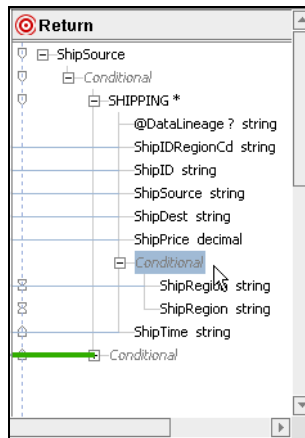 Return
ShipSource
Conditional
SHIPPING *
@DataLineage ? string
ShipIDRegionCd string
ShipID string
ShipSource string
ShipDest string
ShipPrice decimal
Conditional
ShipRegion string
ShipRegion string
ShipTime string
Conditional